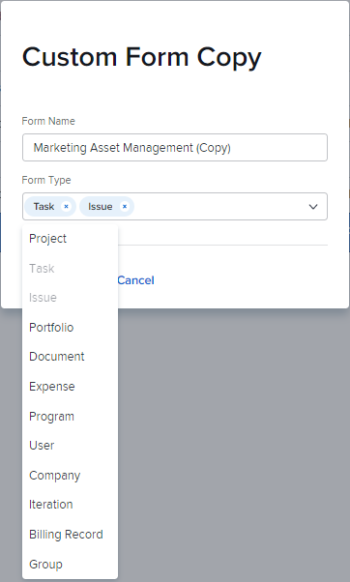 Custom Form Copy
Form Name
Marketing Asset Management (Copy)
Form Type
Task × Issue ×
Project
Task
Cancel
Issue
Portfolio
Document
Expense
Program
User
Company
Iteration
Billing Record
Group